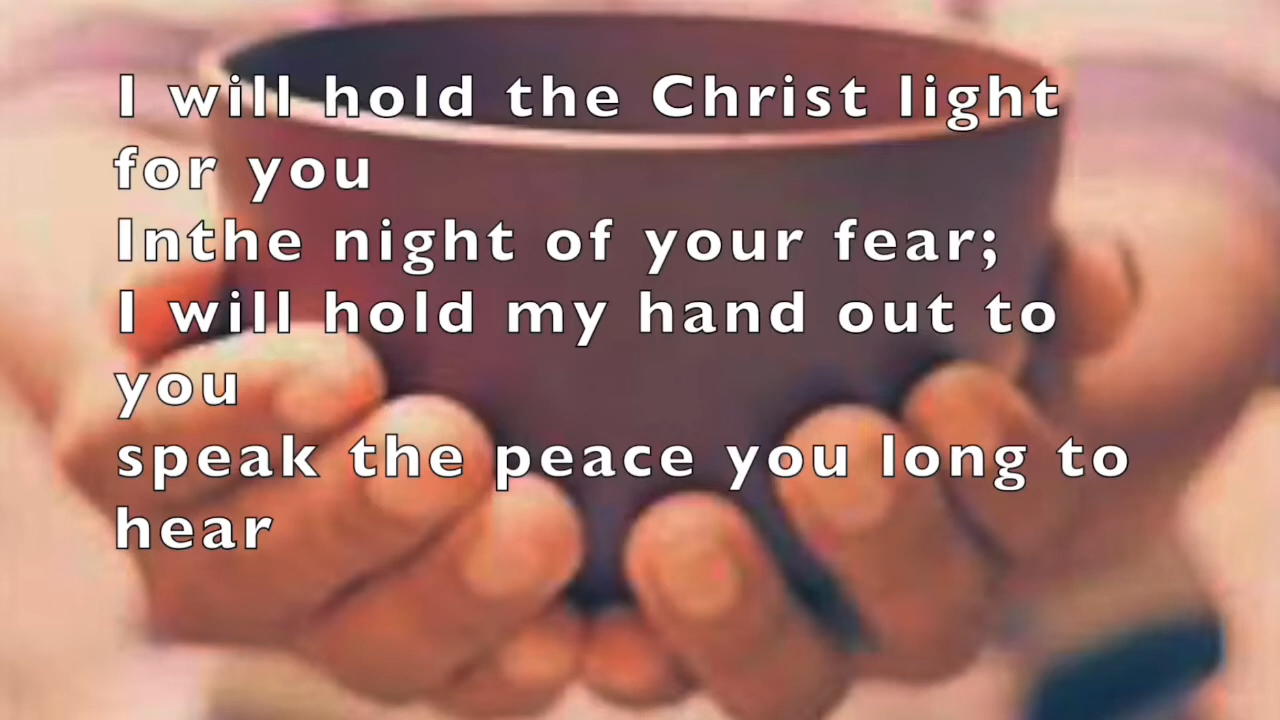 I will hold the Christ light
for you
Inthe night of your fear;
I will hold my hand out to
you
speak the peace you long to
hear